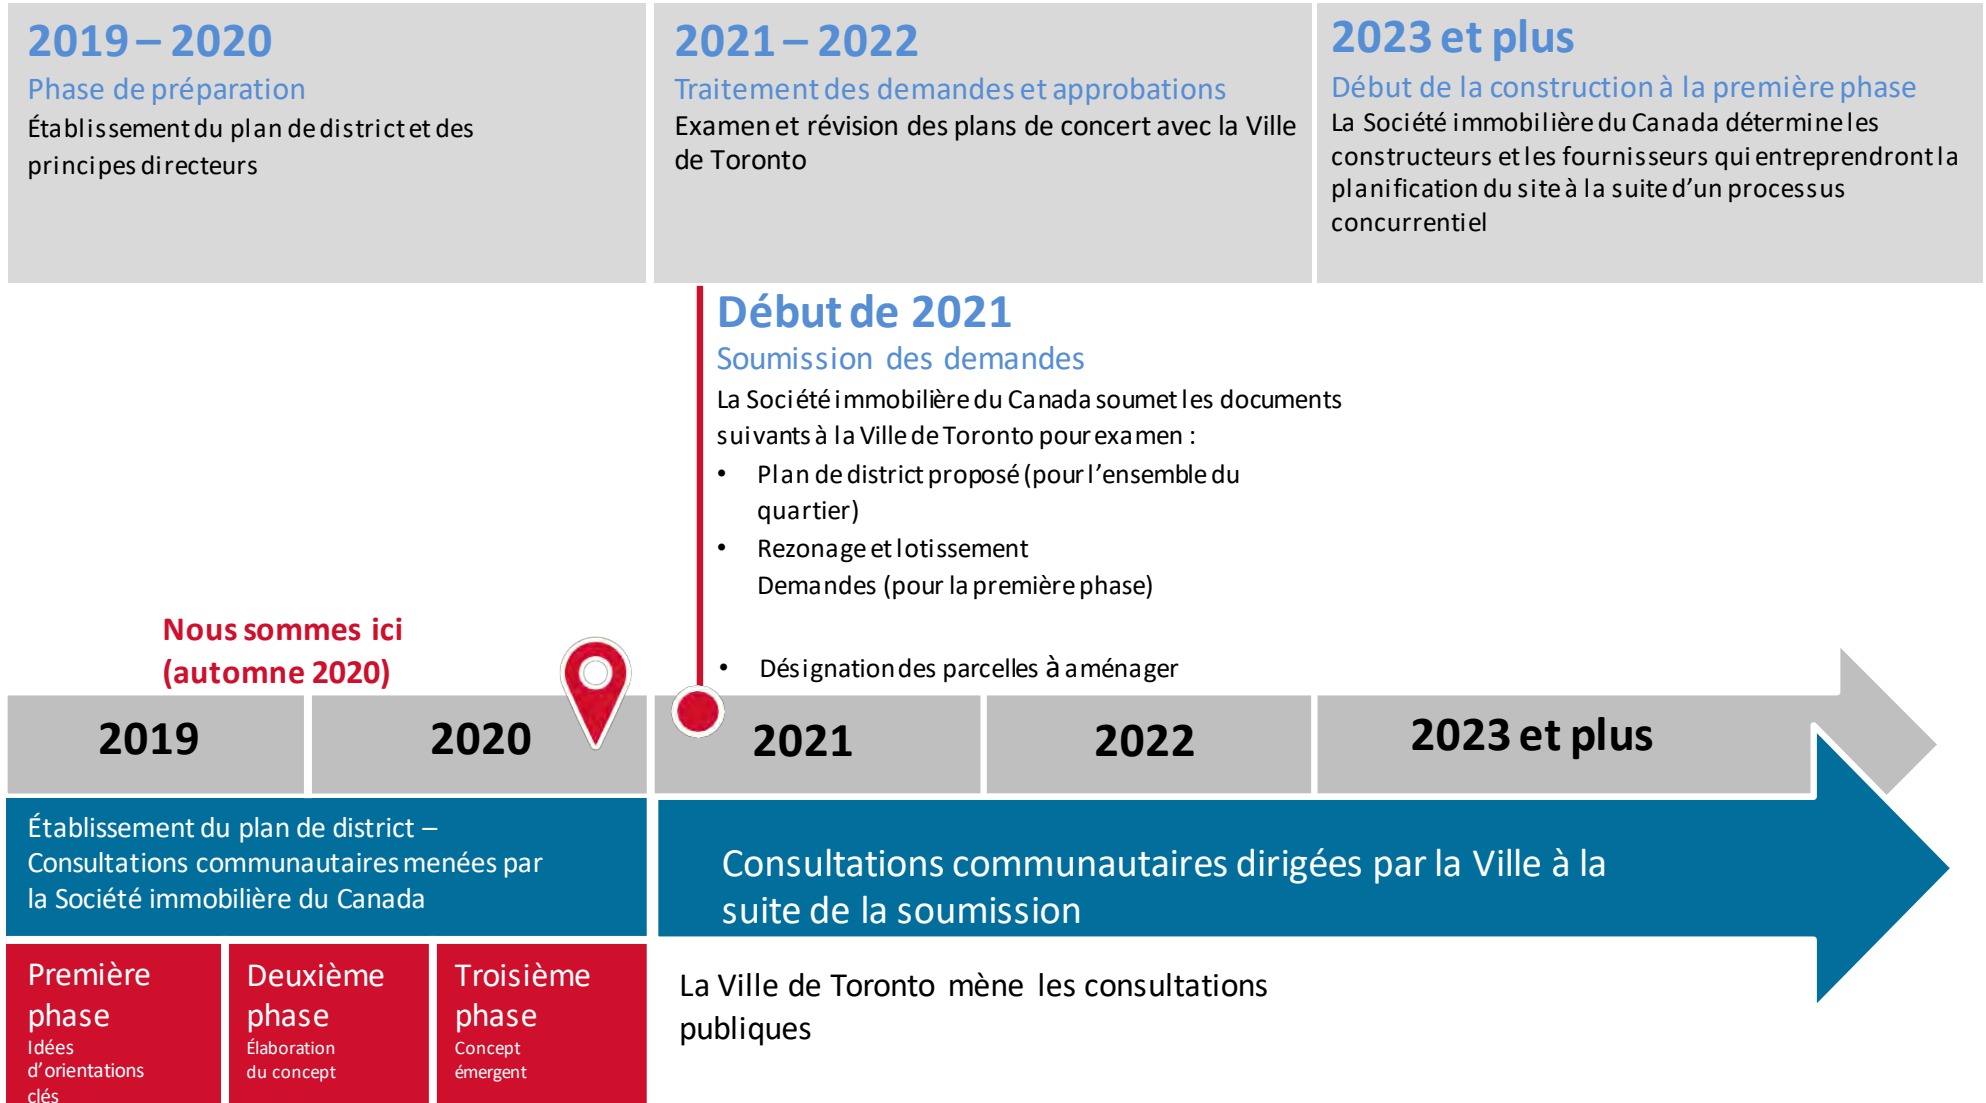 2019 – 2020
Phase de préparation
Établissement du plan de district et des
principes directeurs
2021 – 2022
Traitement des demandes et approbations
Examen et révision des plans de concert avec la Ville
de Toronto
2023 et plus
Début de la construction à la première phase
La Société immobilière du Canada détermine les
constructeurs et les fournisseurs qui entreprendront la
planification du site à la suite d’un processus
concurrentiel
Début de 2021
Soumission des demandes
La Société immobilière du Canada soumet les documents
suivants à la Ville de Toronto pour examen :
• Plan de district proposé (pour l’ensemble du
quartier)
• Rezonage et lotissement
Demandes (pour la première phase)
• Désignation des parcelles à aménager
Nous sommes ici
(automne 2020)
2019
2020
2021
2022
2023 et plus
Établissement du plan de district –
Consultations communautaires menées par
la Société immobilière du Canada
Consultations communautaires dirigées par la Ville à la
suite de la soumission
Première
phase
Idées
d’orientations
clés
Deuxième
phase
Élaboration
du concept
Troisième
phase
Concept
émergent
La Ville de Toronto mène les consultations
publiques